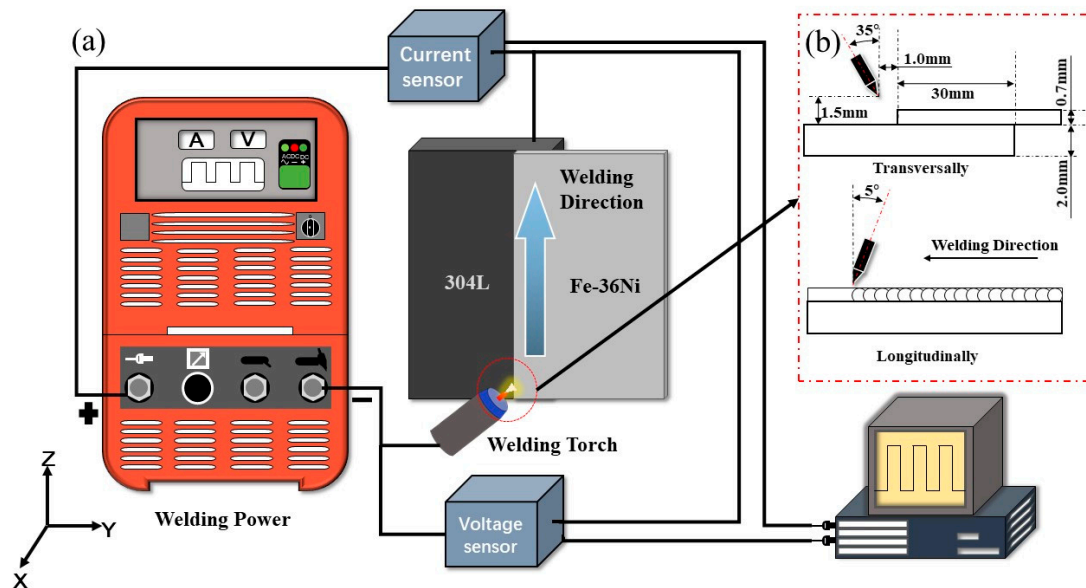 (a)
Current
sensor
A V
ACDC DC
Welding
Direction
304L
Fe-36Ni
+
−
Welding Torch
Welding Power
Voltage
sensor
Z
Y
X
(b)
35°
1.0mm
30mm
1.5mm
0.7mm
Transversally
2.0mm
5°
Welding Direction
Longitudinally